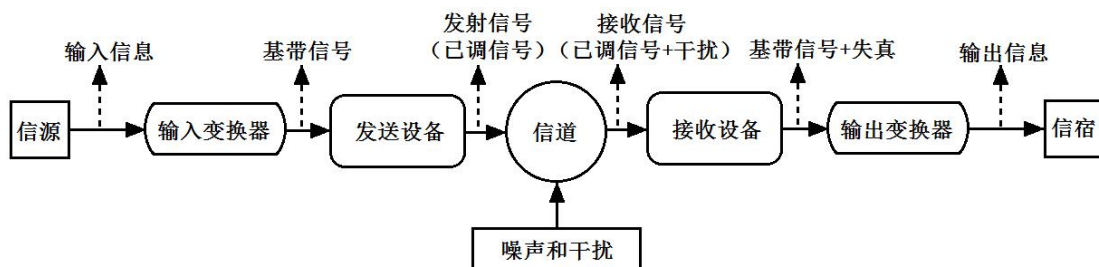 发射信号
（已调信号）
接收信号
（已调信号+干扰）
输入信息
基带信号
基带信号+失真
输出信息
信源
输入变换器
发送设备
信道
接收设备
输出变换器
信宿
噪声和干扰